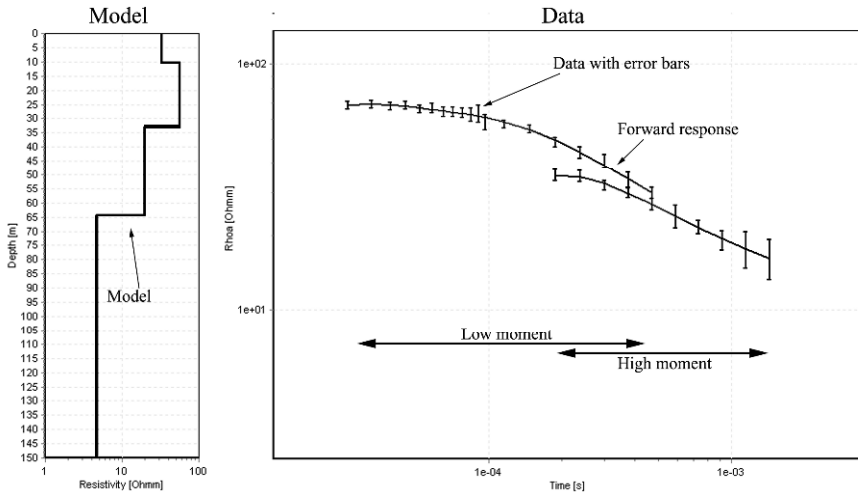 Model
0
5
10
15
20
25
30
35
40
45
50
55
60
65
70
75
80
85
90
95
100
105
110
115
120
125
130
135
140
145
150
Depth [m]
Model
1
10
100
Resistivity [Ohmm]
Data
1e+02
1e+01
Rhoa [Ohmm]
Data with error bars
Forward response
Low moment
High moment
1e-04
1e-03
Time [s]